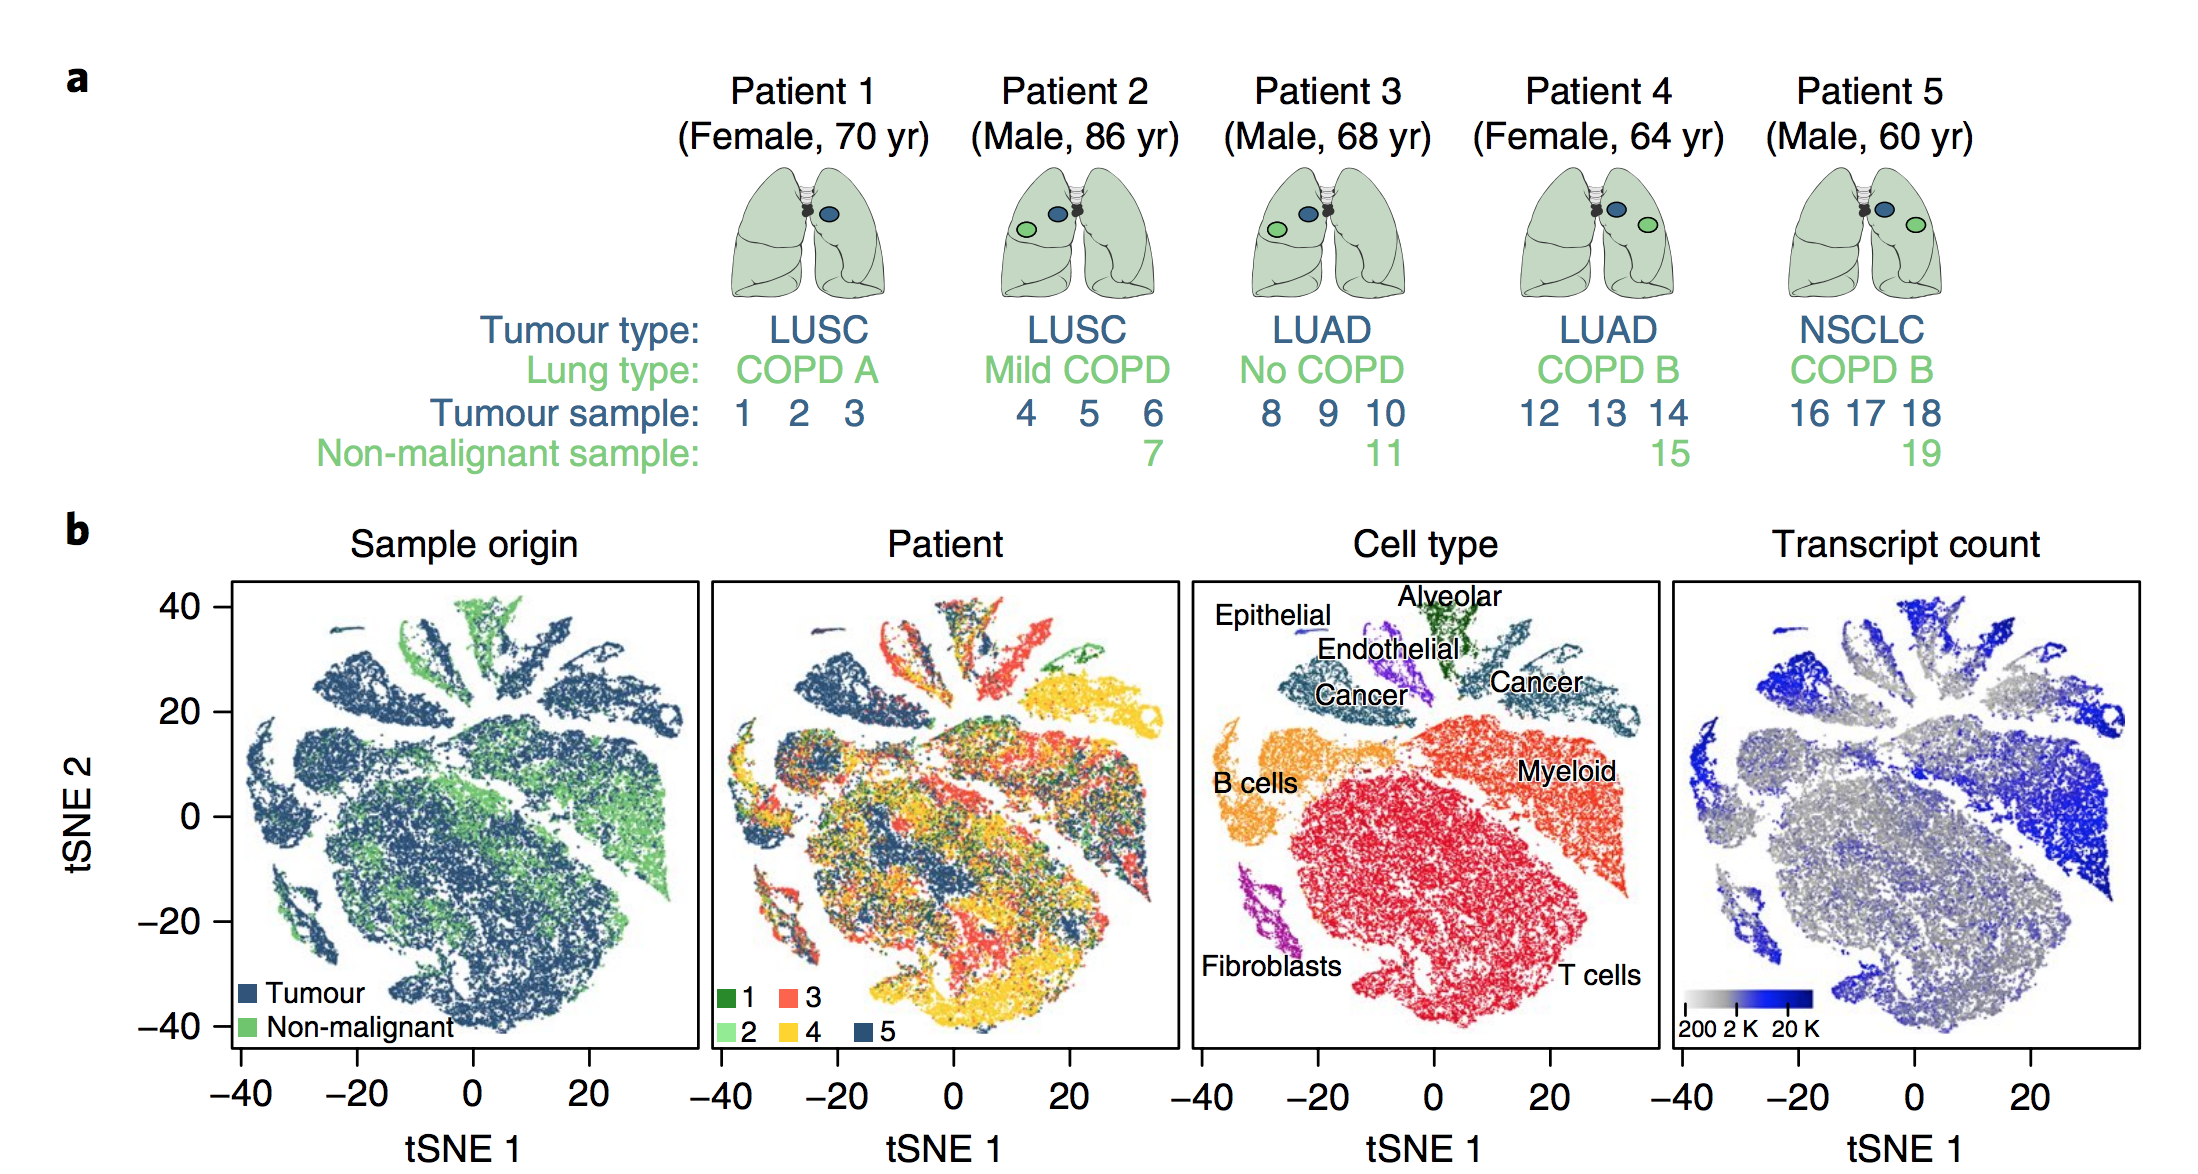 a
Patient 1 Patient 2 Patient 3 Patient 4 Patient 5
(Female, 70 yr) (Male, 86 yr) (Male, 68 yr) (Female, 64 yr) (Male, 60 yr)
Tumour type: LUSC LUSC LUAD LUAD NSCLC
Lung type: COPD A Mild COPD No COPD COPD B COPD B
Tumour sample: 1 2 3 4 5 6 8 9 10 12 13 14 16 17 18
Non-malignant sample: 7 11 15 19
b
Sample origin Patient Cell type Transcript count
tSNE 2
40
20
0
−20
−40
Tumour
Non-malignant
1 3
2 4 5
Alveolar
Epithelial
Endothelial
Cancer Cancer
Myeloid
B cells
Fibroblasts T cells
200 2 K 20 K
−40 −20 0 20 −40 −20 0 20 −40 −20 0 20 −40 −20 0 20
tSNE 1 tSNE 1 tSNE 1 tSNE 1